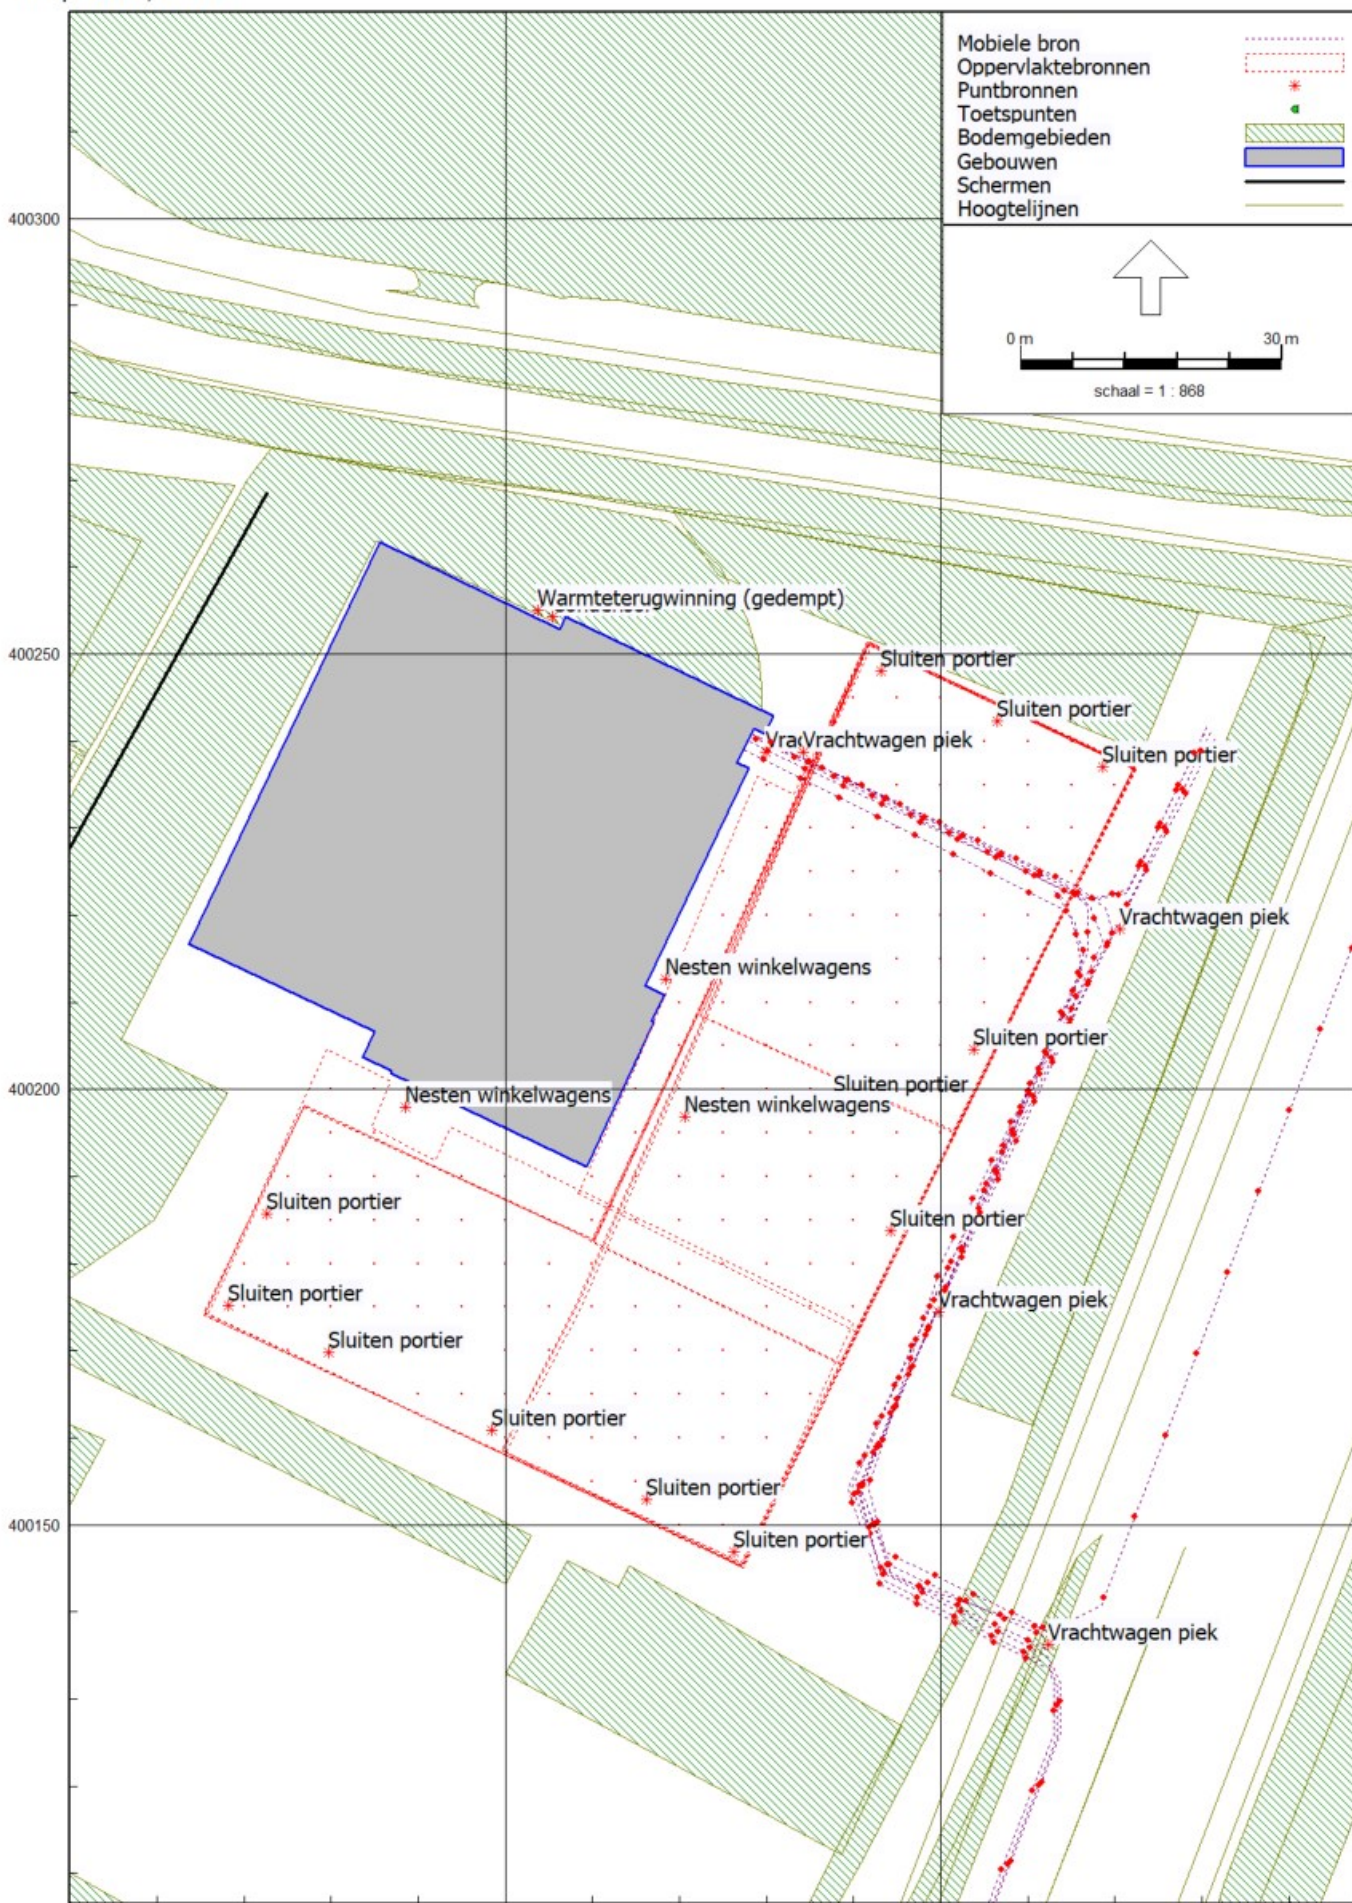 Mobiele bron
Oppervlaktebronnen
Puntbronnen
Toetspunten
Bodemgebieden
Gebouwen
Schermen
Hoogtelijnen
400300
0 m 30 m
schaal = 1 : 868
Warmteterugwinning (gedempt)
400250
Sluiten portier
Sluiten portier
Vrachtwagen piek
Sluiten portier
Vrachtwagen piek
Nesten winkelwagens
Sluiten portier
Sluiten portier
400200
Nesten winkelwagens
Nesten winkelwagens
Sluiten portier
Sluiten portier
Sluiten portier
Vrachtwagen piek
Sluiten portier
Sluiten portier
Sluiten portier
400150
Sluiten portier
Vrachtwagen piek